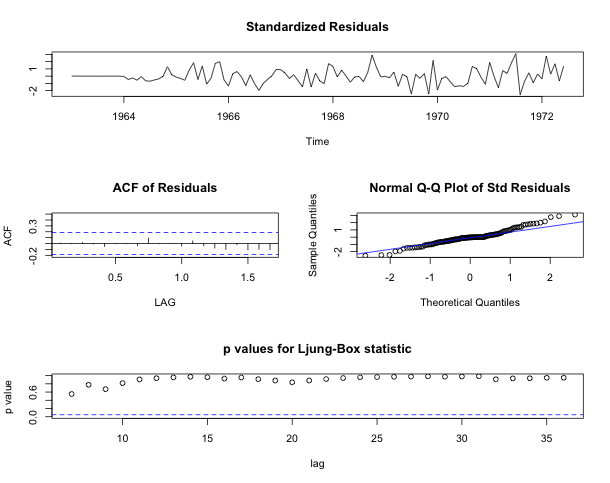 Standardized Residuals
1
-2
1964 1966 1968 1970 1972
Time
ACF of Residuals
ACF
0.3
-0.2
0.5 1.0 1.5
LAG
Normal Q-Q Plot of Std Residuals
Sample Quantiles
1
-2
-2 -1 0 1 2
Theoretical Quantiles
p values for Ljung-Box statistic
p value
0.6
0.0
10 15 20 25 30 35
lag